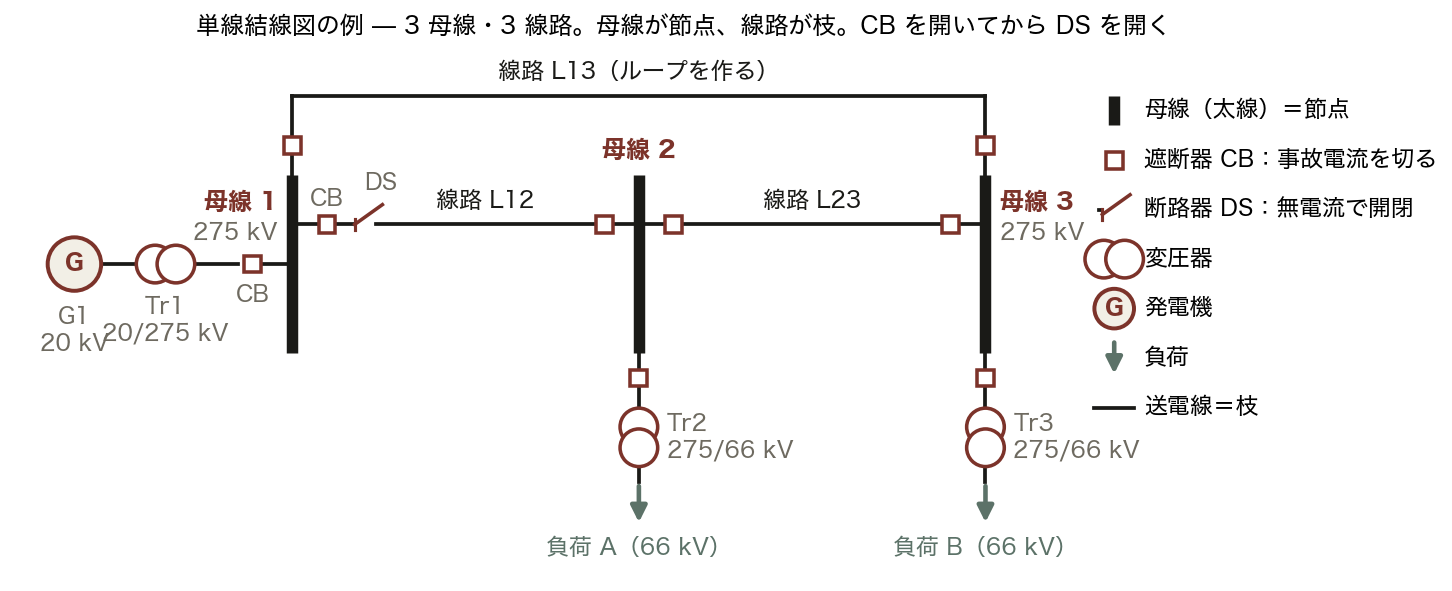 単線結線図の例 — 3 母線・3 線路。母線が節点、線路が枝。CB を開いてから DS を開く
線路 L13（ループを作る）
母線 2
母線 1
275 kV
CB
DS
線路 L12
線路 L23
母線 3
275 kV
G
CB
G1
20 kV
Tr1
20/275 kV
Tr2
275/66 kV
Tr3
275/66 kV
負荷 A（66 kV）
負荷 B（66 kV）
母線（太線）＝節点
遮断器 CB：事故電流を切る
断路器 DS：無電流で開閉
変圧器
G
発電機
負荷
送電線＝枝